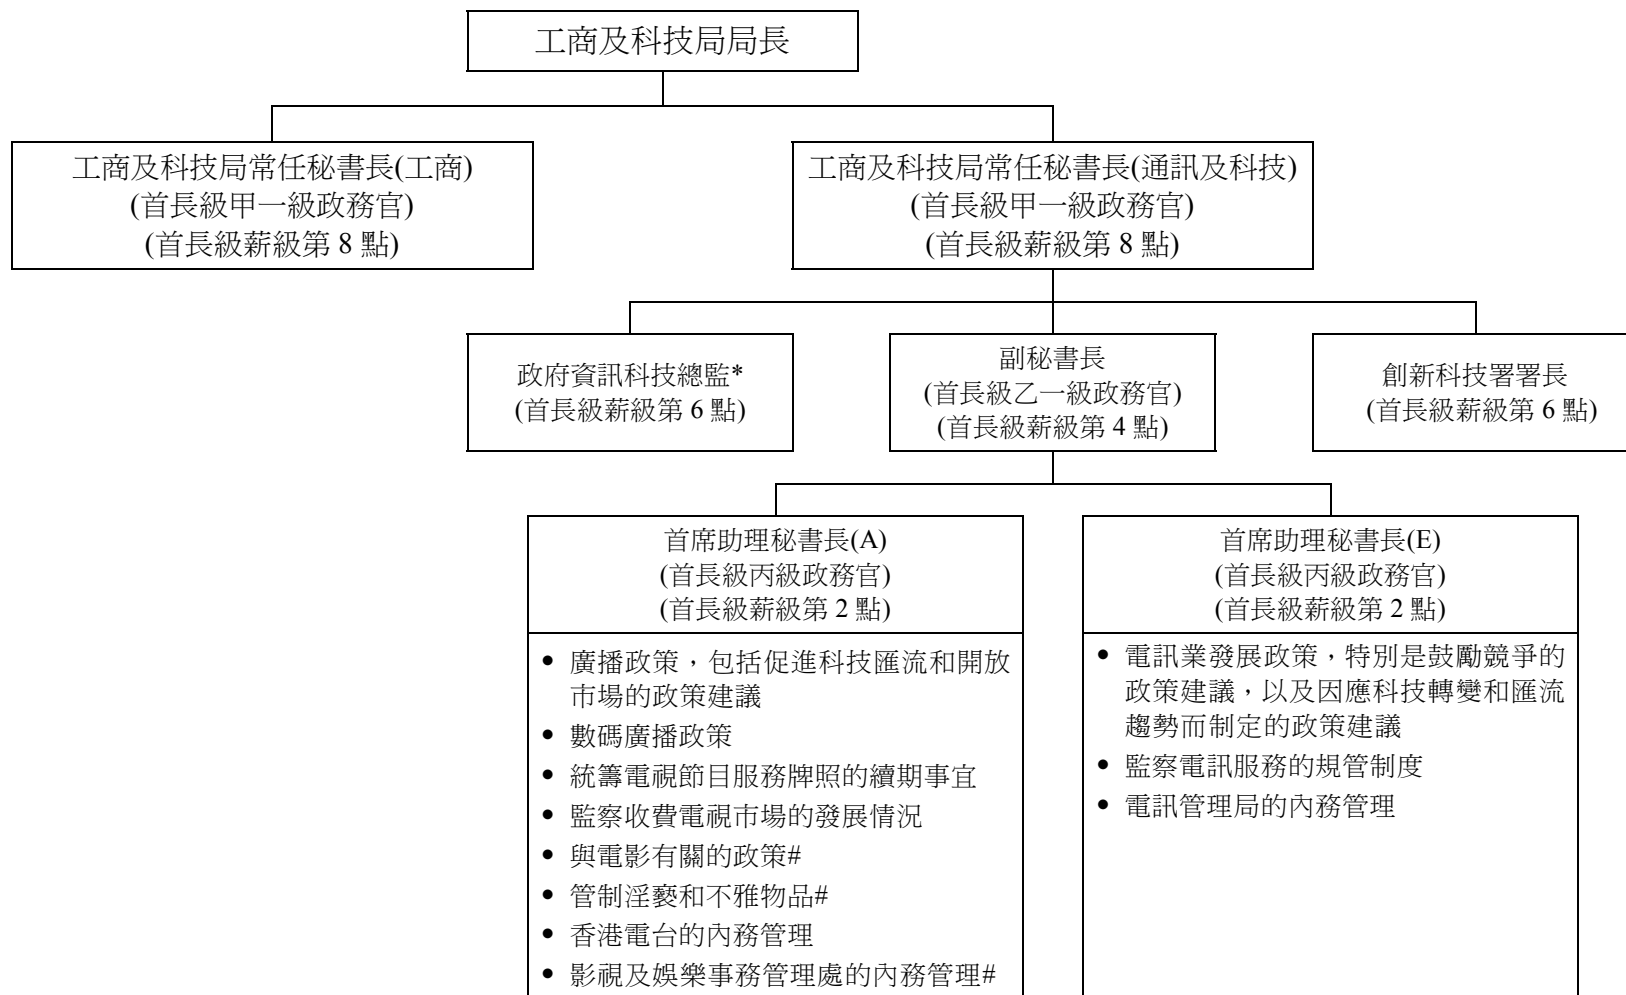 工商及科技局局長
工商及科技局常任秘書長(工商)
(首長級甲一級政務官)
(首長級薪級第 8 點)
工商及科技局常任秘書長(通訊及科技)
(首長級甲一級政務官)
(首長級薪級第 8 點)
政府資訊科技總監*
(首長級薪級第 6 點)
副秘書長
(首長級乙一級政務官)
(首長級薪級第 4 點)
創新科技署署長
(首長級薪級第 6 點)
首席助理秘書長(A)
(首長級丙級政務官)
(首長級薪級第 2 點)
• 廣播政策，包括促進科技匯流和開放
市場的政策建議
• 數碼廣播政策
• 統籌電視節目服務牌照的續期事宜
• 監察收費電視市場的發展情況
• 與電影有關的政策#
• 管制淫褻和不雅物品#
• 香港電台的內務管理
• 影視及娛樂事務管理處的內務管理#
首席助理秘書長(E)
(首長級丙級政務官)
(首長級薪級第 2 點)
• 電訊業發展政策，特別是鼓勵競爭的
政策建議，以及因應科技轉變和匯流
趨勢而制定的政策建議
• 監察電訊服務的規管制度
• 電訊管理局的內務管理